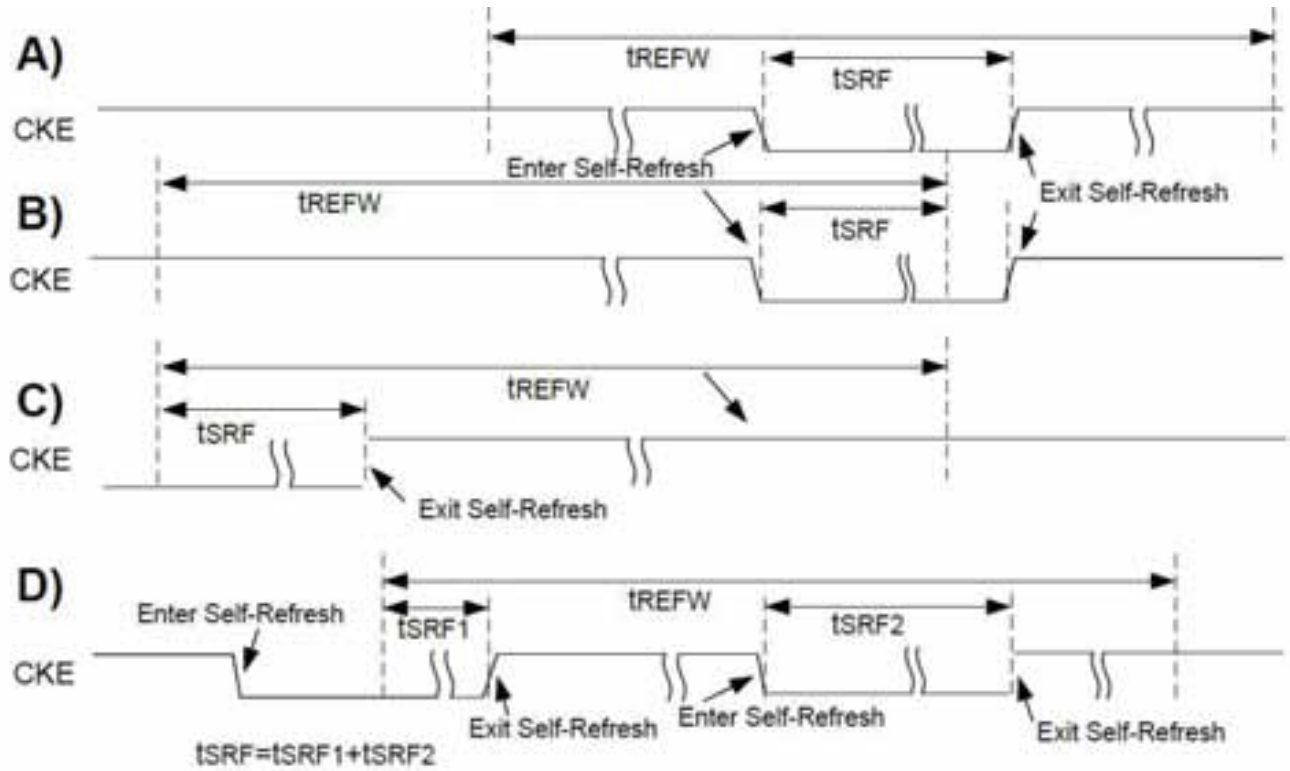 A)
tREFW
tSRF
CKE
Enter Self-Refresh
Exit Self-Refresh
B)
tREFW
tSRF
CKE
C)
tREFW
tSRF
CKE
Exit Self-Refresh
D)
tREFW
Enter Self-Refresh
tSRF1
tSRF2
CKE
Exit Self-Refresh
Enter Self-Refresh
Exit Self-Refresh
tSRF=tSRF1+tSRF2